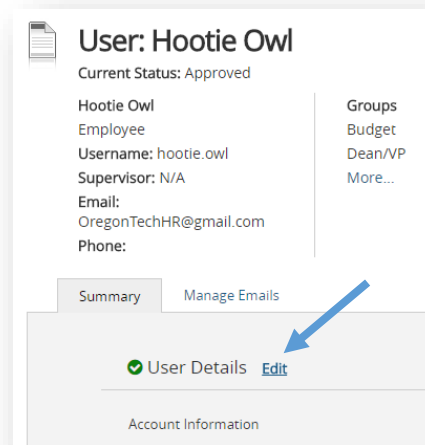 User: Hootie Owl
Current Status: Approved
Hootie Owl
Employee
Username: hootie.owl
Supervisor: N/A
Email:
OregonTechHR@gmail.com
Phone:
Groups
Budget
Dean/VP
More...
Summary
Manage Emails
User Details Edit
Account Information